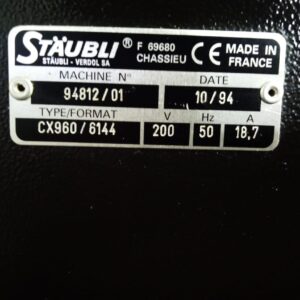 STÄUBLI ® F 69680 CE MADE IN
STÄUBLI - VERDOL SA CHASSIEU FRANCE
MACHINE N° DATE
94812/01 10/94
TYPE/FORMAT V Hz A
CX960/6144 200 50 18,7